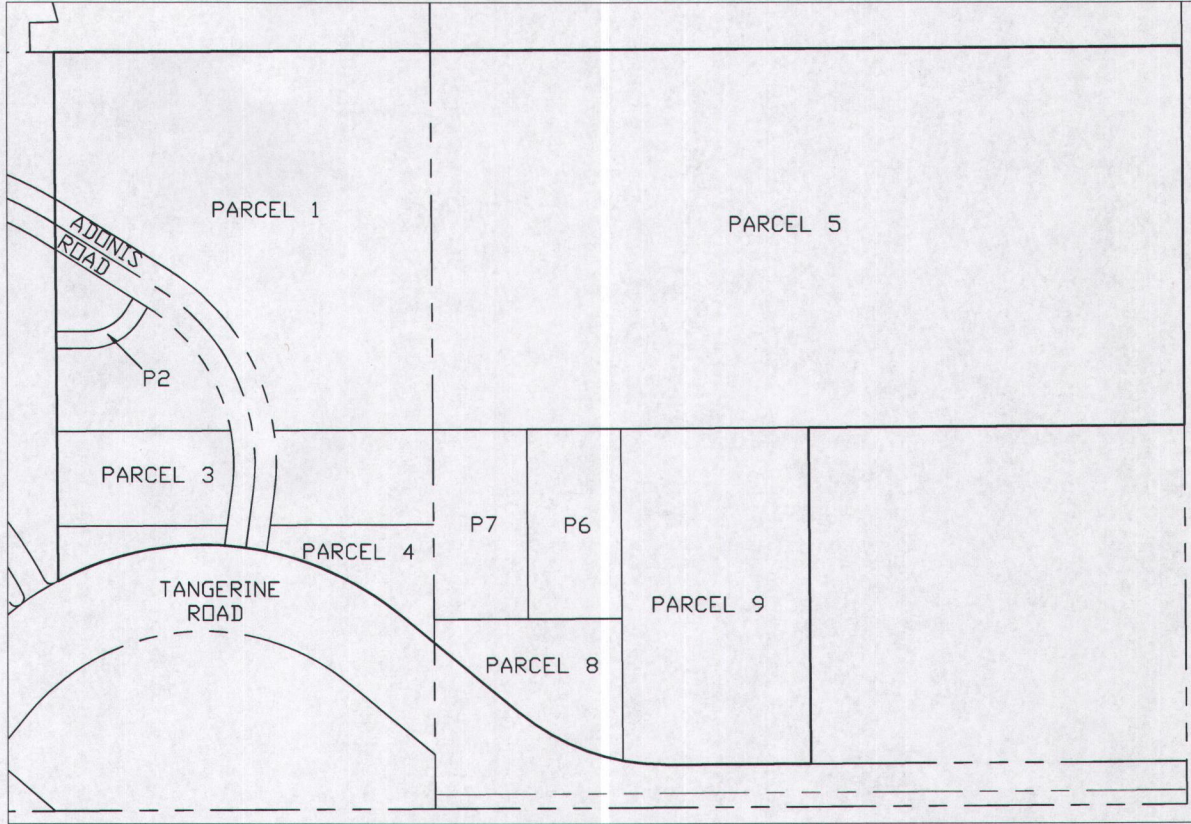 PARCEL 1
PARCEL 5
ADONIS
ROAD
P2
PARCEL 3
P7
P6
PARCEL 4
TANGERINE
ROAD
PARCEL 9
PARCEL 8